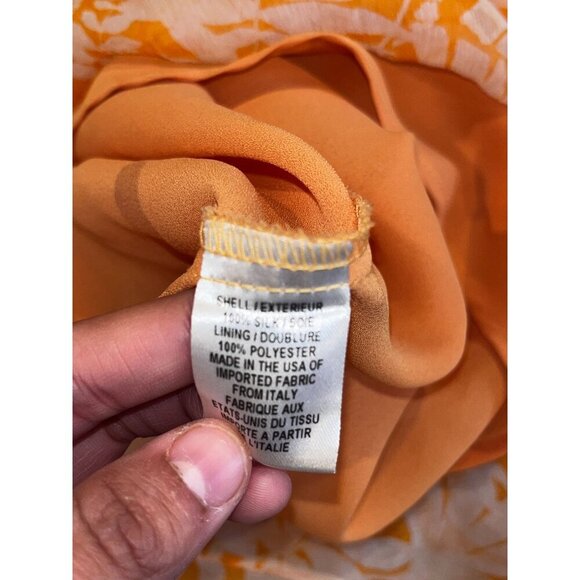 SHELL / EXTERIEUR
100% SILK / SOIE
LINING / DOUBLURE
100% POLYESTER
MADE IN THE USA OF
IMPORTED FABRIC
FROM ITALY
FABRIQUE AUX
ETATS-UNIS DU TISSU
IMPORTE A PARTIR
L'ITALIE